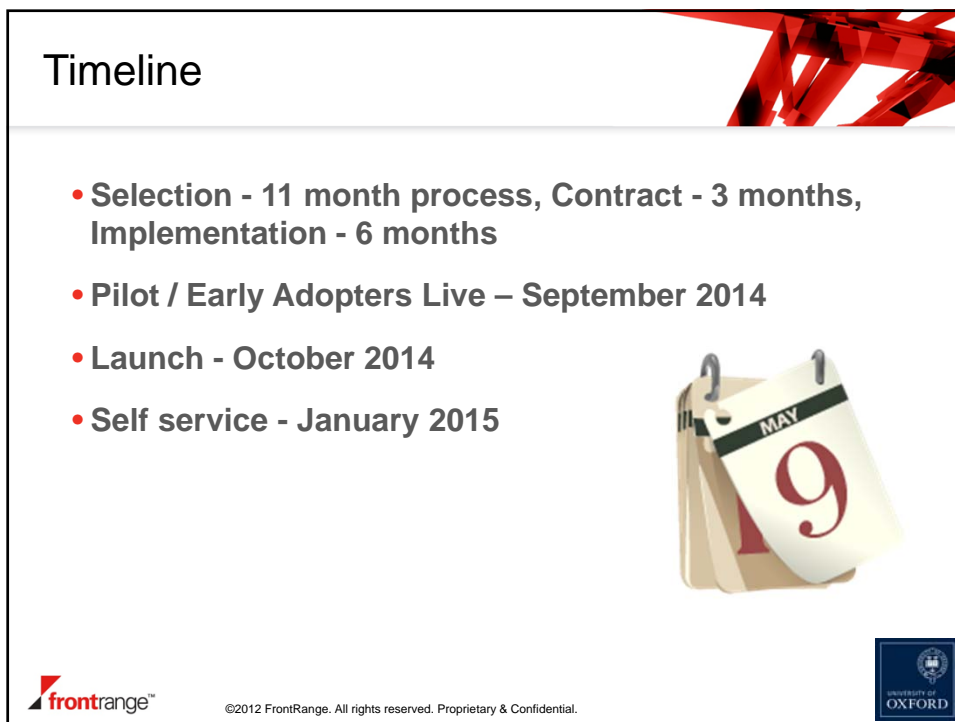 Timeline
• Selection - 11 month process, Contract - 3 months,
Implementation - 6 months
• Pilot / Early Adopters Live – September 2014
• Launch - October 2014
• Self service - January 2015
MAY
9
frontrange™
©2012 FrontRange. All rights reserved. Proprietary & Confidential.
UNIVERSITY OF
OXFORD